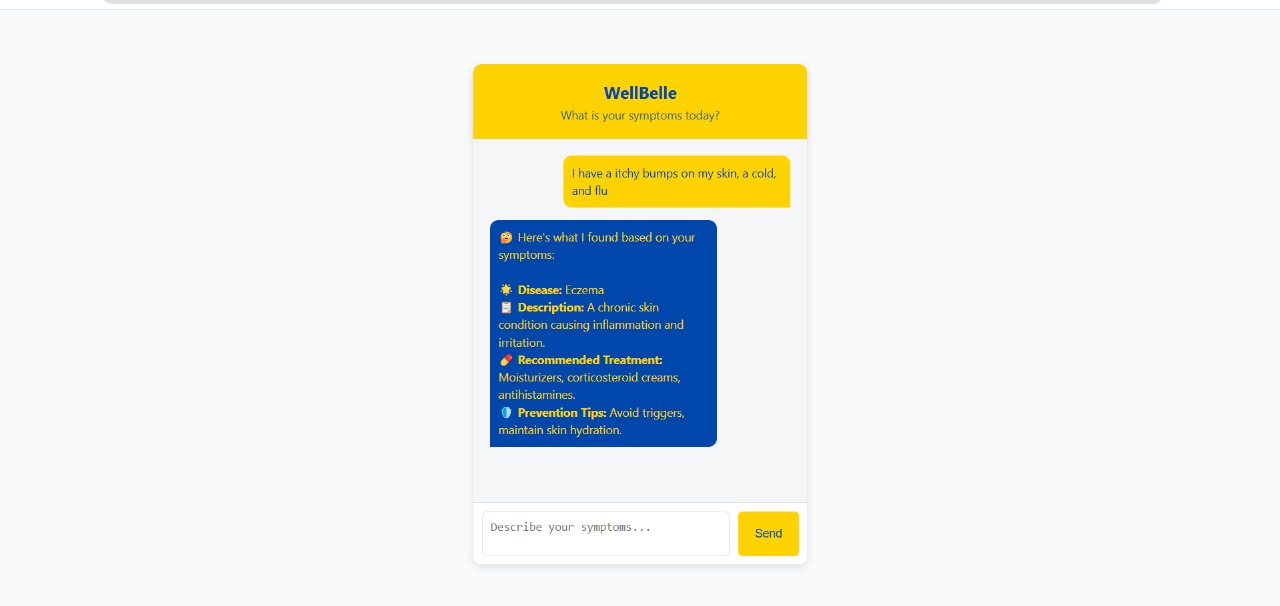 WellBelle
What is your symptoms today?
I have a itchy bumps on my skin, a cold,
and flu
🤔 Here's what I found based on your
symptoms:
🌟 Disease: Eczema
📋 Description: A chronic skin
condition causing inflammation and
irritation.
💊 Recommended Treatment:
Moisturizers, corticosteroid creams,
antihistamines.
🛡️ Prevention Tips: Avoid triggers,
maintain skin hydration.
Describe your symptoms...
Send